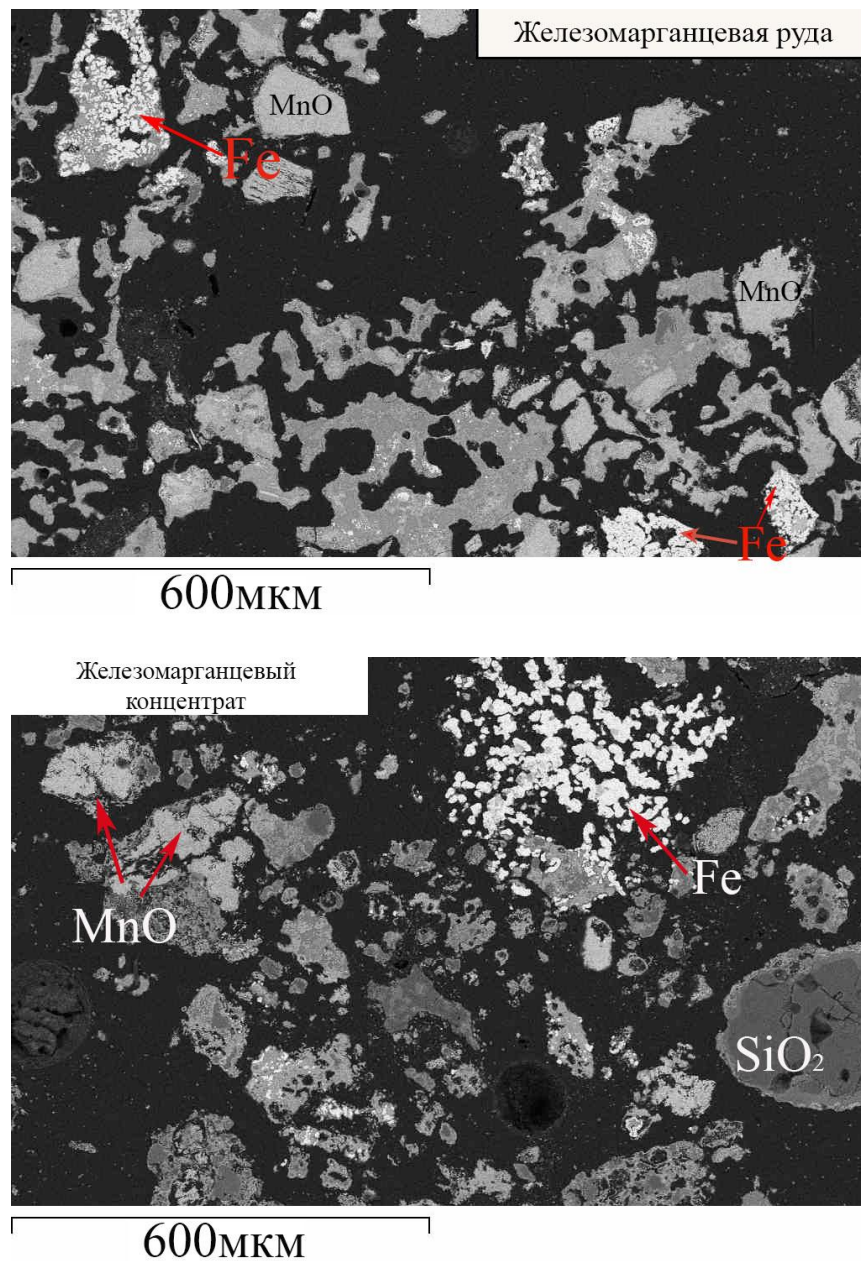 Железомарганцевая руда
MnO
Fe
MnO
Fe
600мкм
Железомарганцевый
концентрат
Fe
MnO
SiO₂
600мкм